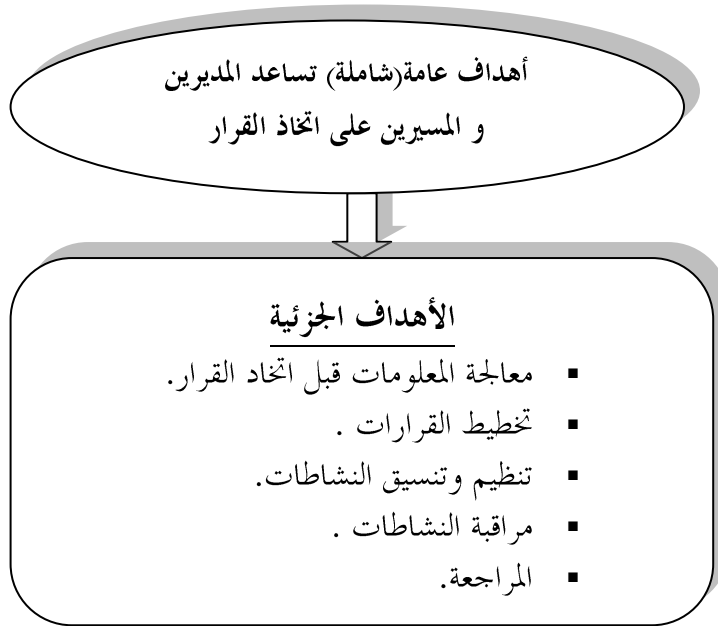 أهداف عامة(شاملة) تساعد المديرين
و المسيرين على اتخاذ القرار
الأهداف الجزئية
▪ معالجة المعلومات قبل اتخاد القرار.
▪ تخطيط القرارات .
▪ تنظيم وتنسيق النشاطات.
▪ مراقبة النشاطات .
▪ المراجعة.